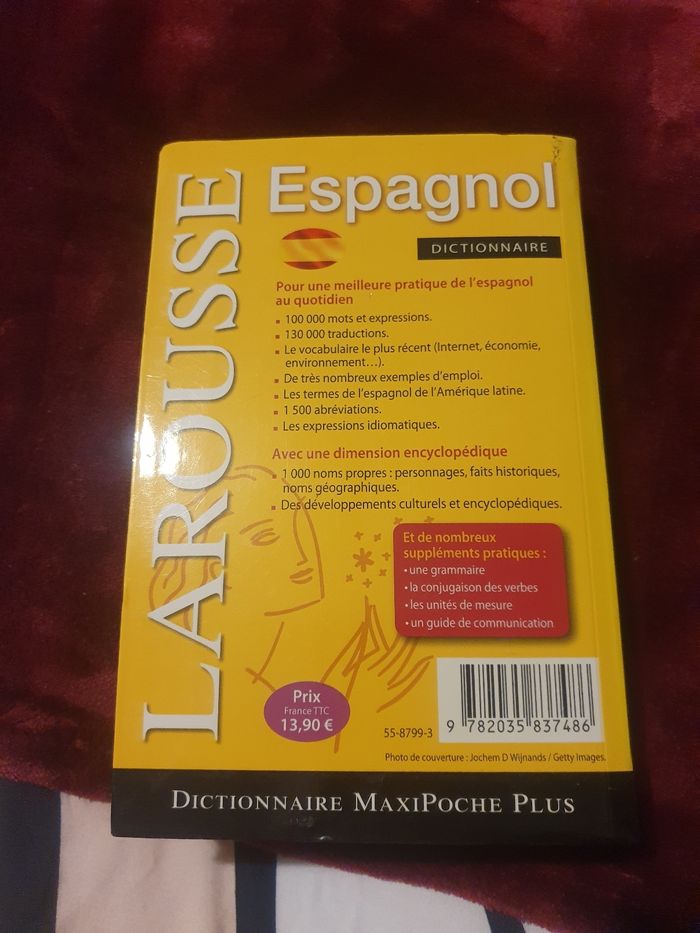 LAROUSSE
Espagnol
DICTIONNAIRE
Pour une meilleure pratique de l'espagnol
au quotidien
▪ 100 000 mots et expressions.
▪ 130 000 traductions.
▪ Le vocabulaire le plus récent (Internet, économie,
environnement…).
▪ De très nombreux exemples d'emploi.
▪ Les termes de l'espagnol de l'Amérique latine.
▪ 1 500 abréviations.
▪ Les expressions idiomatiques.
Avec une dimension encyclopédique
▪ 1 000 noms propres : personnages, faits historiques,
noms géographiques.
▪ Des développements culturels et encyclopédiques.
Et de nombreux
suppléments pratiques :
• une grammaire
• la conjugaison des verbes
• les unités de mesure
• un guide de communication
Prix
France TTC
13,90 €
55-8799-3
9 782035 837486
Photo de couverture : Jochem D Wijnands / Getty Images.
DICTIONNAIRE MAXIPOCHE PLUS